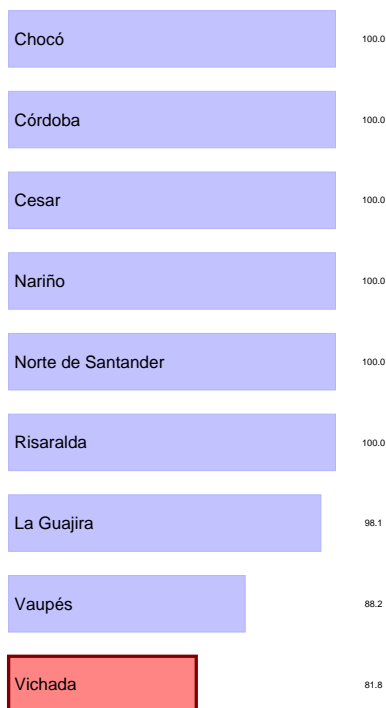 Chocó 100.0
Córdoba 100.0
Cesar 100.0
Nariño 100.0
Norte de Santander 100.0
Risaralda 100.0
La Guajira 98.1
Vaupés 88.2
Vichada 81.8